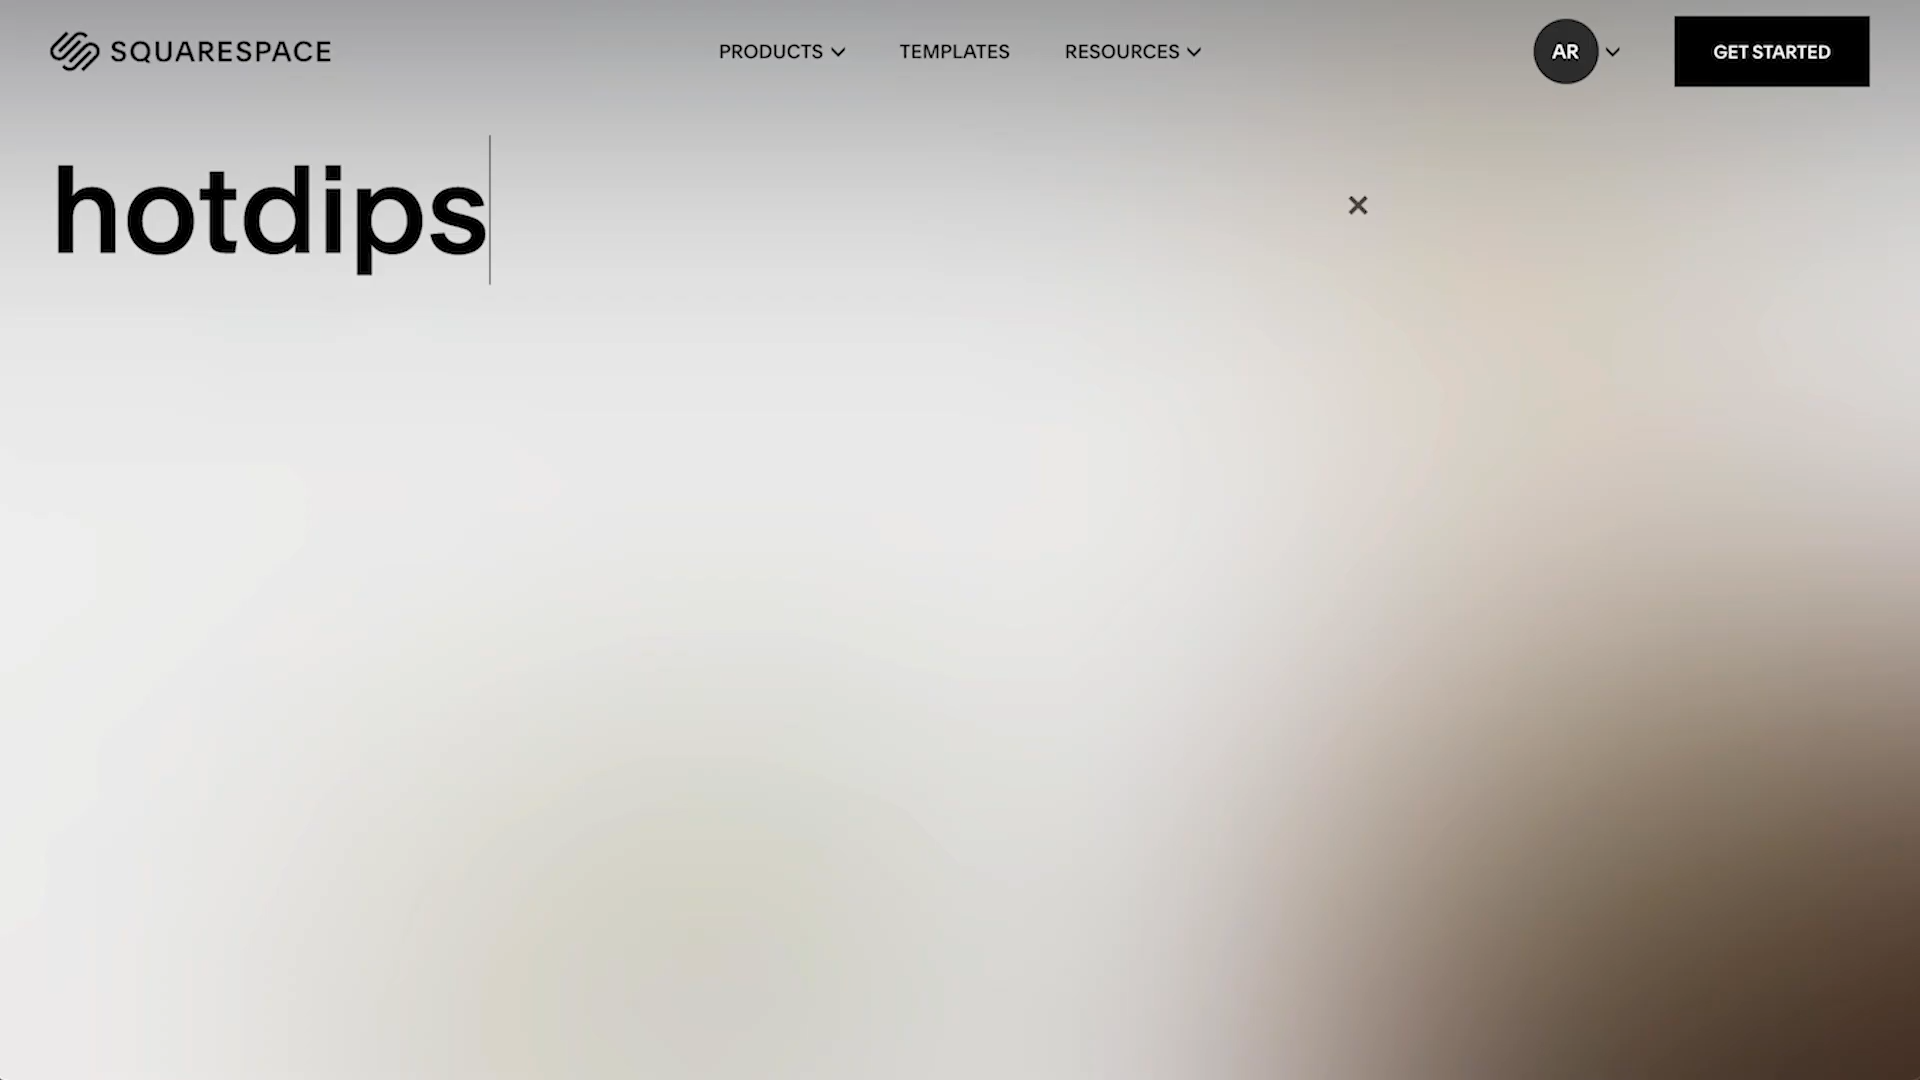 SQUARESPACE
PRODUCTS
TEMPLATES
RESOURCES
AR
GET STARTED
hotdips